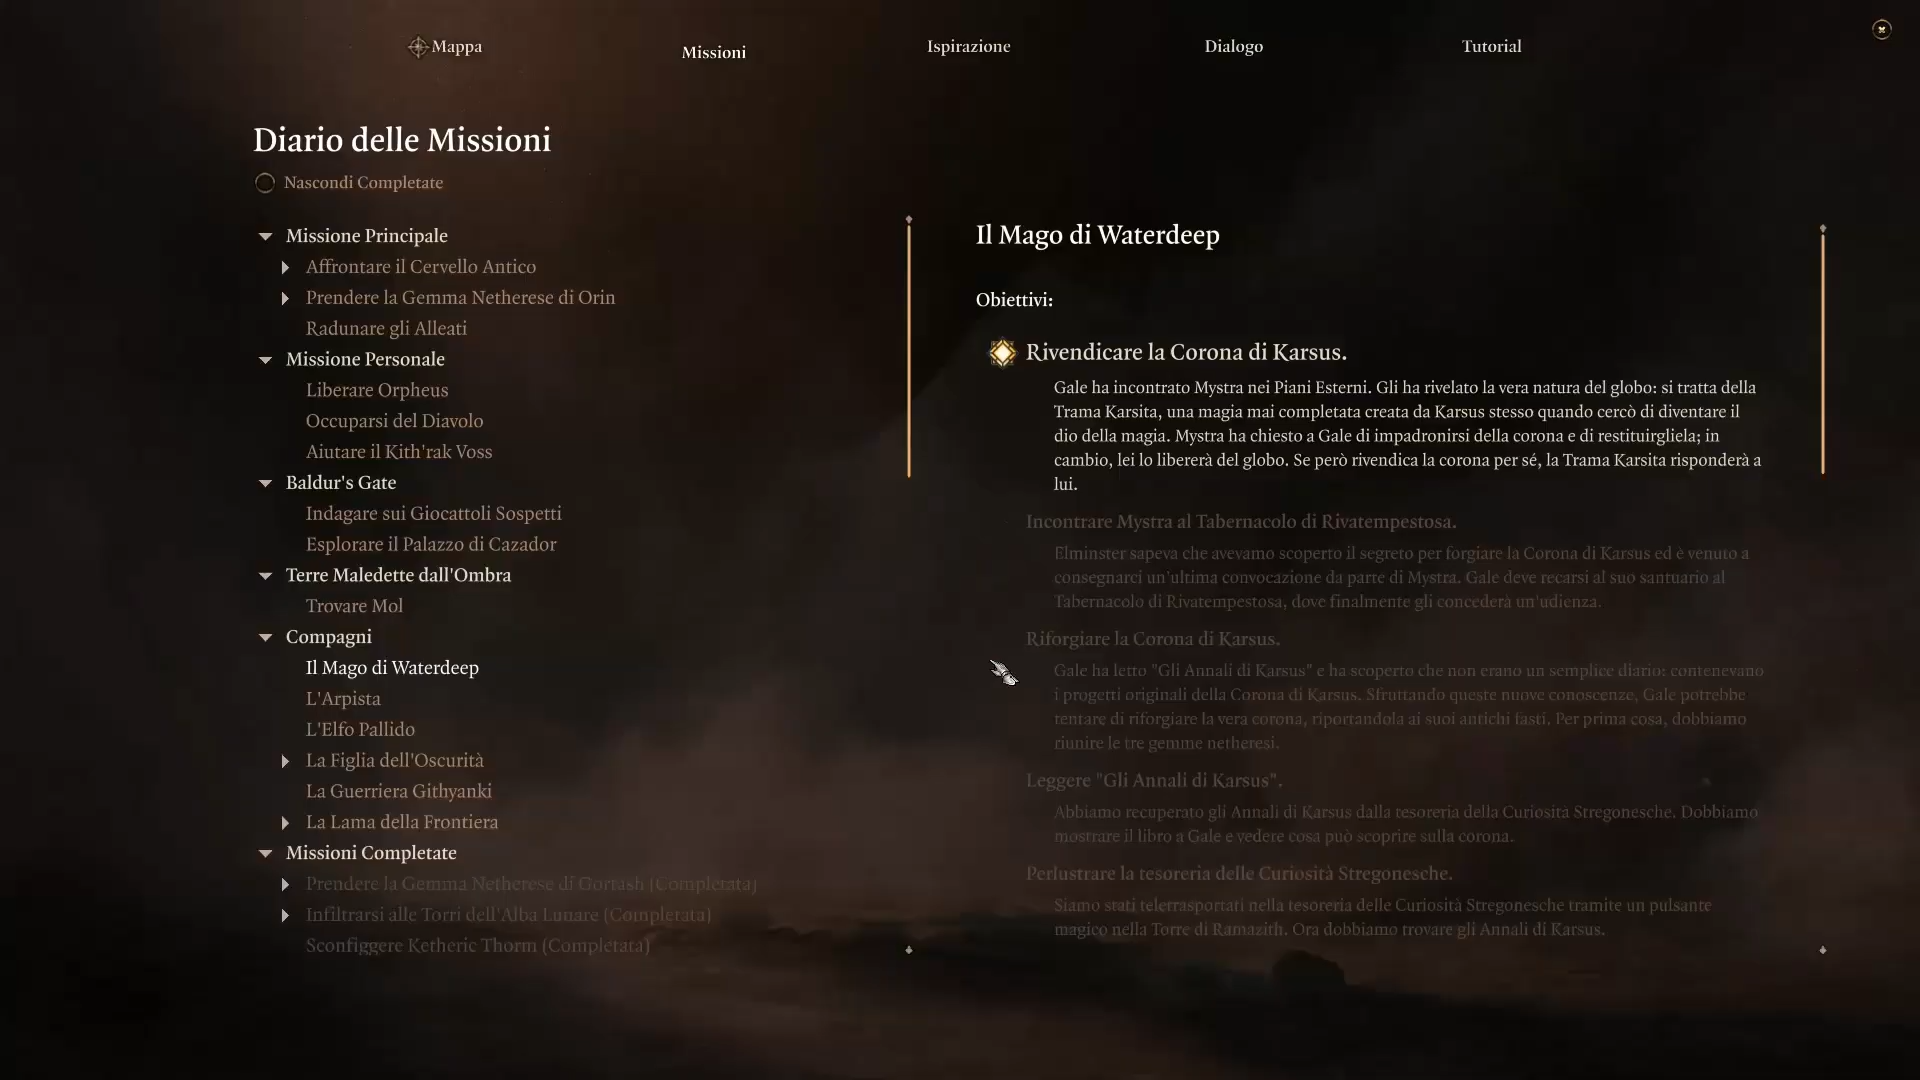 Mappa
Missioni
Ispirazione
Dialogo
Tutorial
Diario delle Missioni
Nascondi Completate
Missione Principale
Affrontare il Cervello Antico
Prendere la Gemma Netherese di Orin
Radunare gli Alleati
Missione Personale
Liberare Orpheus
Occuparsi del Diavolo
Aiutare il Kith'rak Voss
Baldur's Gate
Indagare sui Giocattoli Sospetti
Esplorare il Palazzo di Cazador
Terre Maledette dall'Ombra
Trovare Mol
Compagni
Il Mago di Waterdeep
L'Arpista
L'Elfo Pallido
La Figlia dell'Oscurità
La Guerriera Githyanki
La Lama della Frontiera
Missioni Completate
Prendere la Gemma Netherese di Gortash (Completata)
Infiltrarsi alle Torri dell'Alba Lunare (Completata)
Sconfiggere Ketheric Thorm (Completata)
Il Mago di Waterdeep
Obiettivi:
Rivendicare la Corona di Karsus.
Gale ha incontrato Mystra nei Piani Esterni. Gli ha rivelato la vera natura del globo: si tratta della
Trama Karsita, una magia mai completata creata da Karsus stesso quando cercò di diventare il
dio della magia. Mystra ha chiesto a Gale di impadronirsi della corona e di restituirgliela; in
cambio, lei lo libererà del globo. Se però rivendica la corona per sé, la Trama Karsita risponderà a
lui.
Incontrare Mystra al Tabernacolo di Rivatempestosa.
Elminster sapeva che avevamo scoperto il segreto per forgiare la Corona di Karsus ed è venuto a
consegnarci un'ultima convocazione da parte di Mystra. Gale deve recarsi al suo santuario al
Tabernacolo di Rivatempestosa, dove finalmente gli concederà un'udienza.
Riforgiare la Corona di Karsus.
Gale ha letto "Gli Annali di Karsus" e ha scoperto che non erano un semplice diario: contenevano
i progetti originali della Corona di Karsus. Sfruttando queste nuove conoscenze, Gale potrebbe
tentare di riforgiare la vera corona, riportandola ai suoi antichi fasti. Per prima cosa, dobbiamo
riunire le tre gemme netheresi.
Leggere "Gli Annali di Karsus".
Abbiamo recuperato gli Annali di Karsus dalla tesoreria della Curiosità Stregonesche. Dobbiamo
mostrare il libro a Gale e vedere cosa può scoprire sulla corona.
Perlustrare la tesoreria delle Curiosità Stregonesche.
Siamo stati teletrasportati nella tesoreria delle Curiosità Stregonesche tramite un pulsante
magico nella Torre di Ramazith. Ora dobbiamo trovare gli Annali di Karsus.